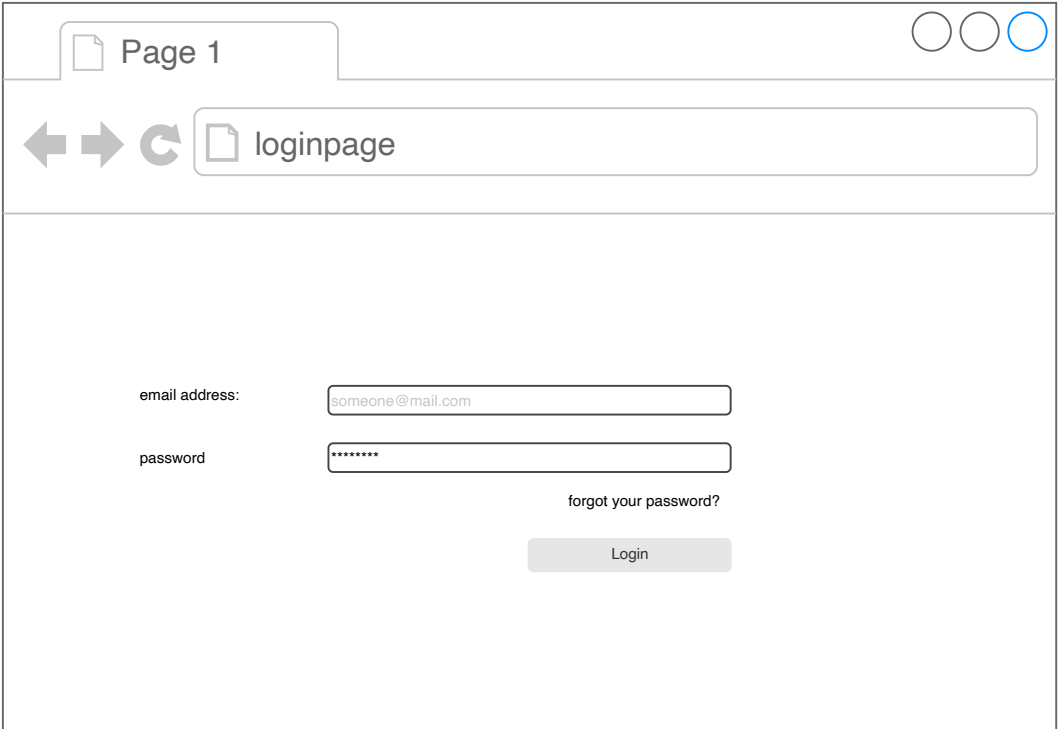 Page 1
loginpage
email address:
someone@mail.com
password
********
forgot your password?
Login